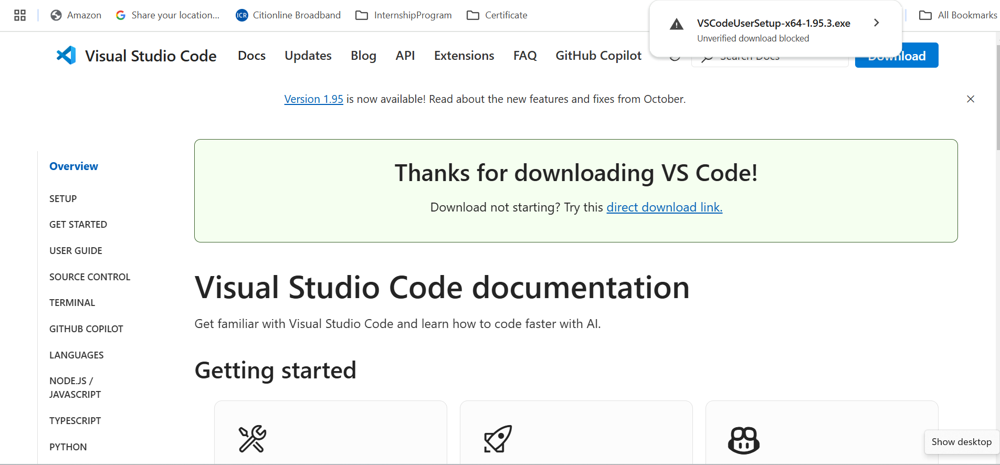 Amazon
Share your location...
ICR Citionline Broadband
InternshipProgram
Certificate
All Bookmarks
VSCodeUserSetup-x64-1.95.3.exe
Unverified download blocked
Visual Studio Code
Docs
Updates
Blog
API
Extensions
FAQ
GitHub Copilot
Search Docs
Download
Version 1.95 is now available! Read about the new features and fixes from October.
Thanks for downloading VS Code!
Download not starting? Try this direct download link.
Overview
SETUP
GET STARTED
USER GUIDE
SOURCE CONTROL
TERMINAL
GITHUB COPILOT
LANGUAGES
NODE.JS /
JAVASCRIPT
TYPESCRIPT
PYTHON
Visual Studio Code documentation
Get familiar with Visual Studio Code and learn how to code faster with AI.
Getting started
Show desktop